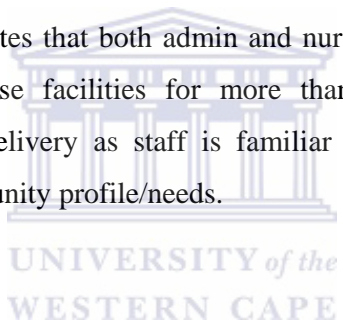 tes that both admin and nur
se facilities for more than
elivery as staff is familiar
unity profile/needs.
UNIVERSITY of the
WESTERN CAPE